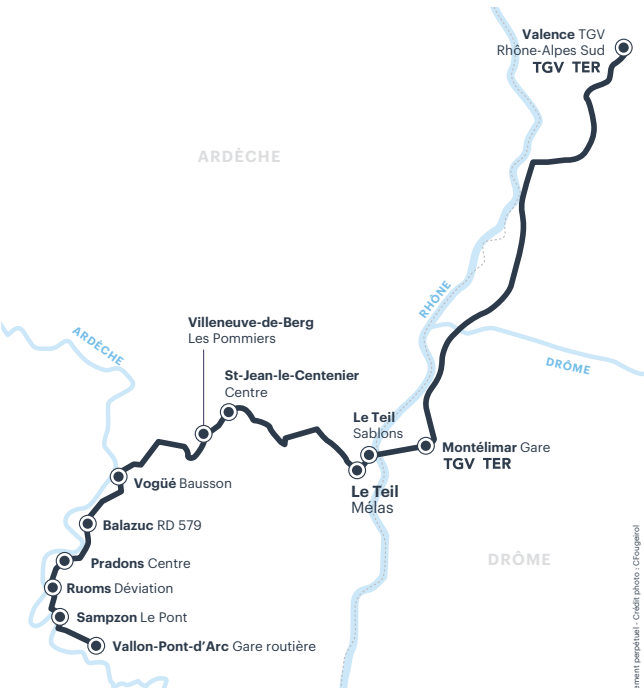 Valence TGV
Rhône-Alpes Sud
TGV TER
ARDÈCHE
RHÔNE
Villeneuve-de-Berg
Les Pommiers
ARDÈCHE
DRÔME
St-Jean-le-Centenier
Centre
Le Teil
Sablons
Montélimar Gare
TGV TER
Vogüé Bausson
Le Teil
Mélas
Balazuc RD 579
DRÔME
Pradons Centre
Ruoms Déviation
Sampzon Le Pont
Vallon-Pont-d'Arc Gare routière
ment perpétuel - Crédit photo : CFougeirol